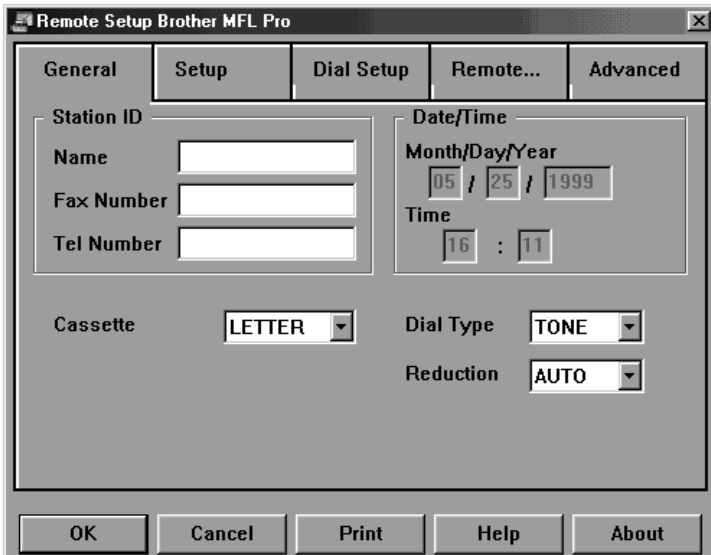 Remote Setup Brother MFL Pro
General Setup Dial Setup Remote... Advanced
Station ID
Name
Fax Number
Tel Number
Date/Time
Month/Day/Year
05 / 25 / 1999
Time
16 : 11
Cassette LETTER
Dial Type TONE
Reduction AUTO
OK Cancel Print Help About